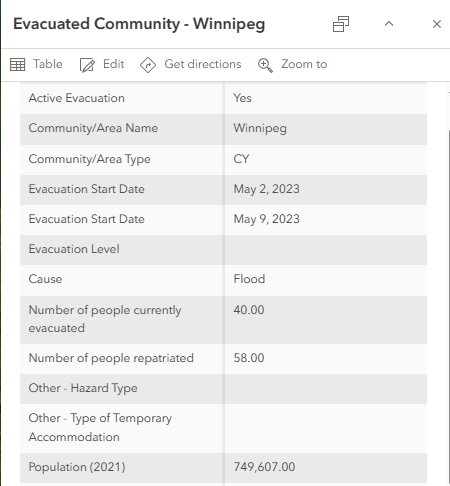 Evacuated Community - Winnipeg
Table Edit Get directions Zoom to
Active Evacuation Yes
Community/Area Name Winnipeg
Community/Area Type CY
Evacuation Start Date May 2, 2023
Evacuation Start Date May 9, 2023
Evacuation Level
Cause Flood
Number of people currently 40.00
evacuated
Number of people repatriated 58.00
Other - Hazard Type
Other - Type of Temporary
Accommodation
Population (2021) 749,607.00